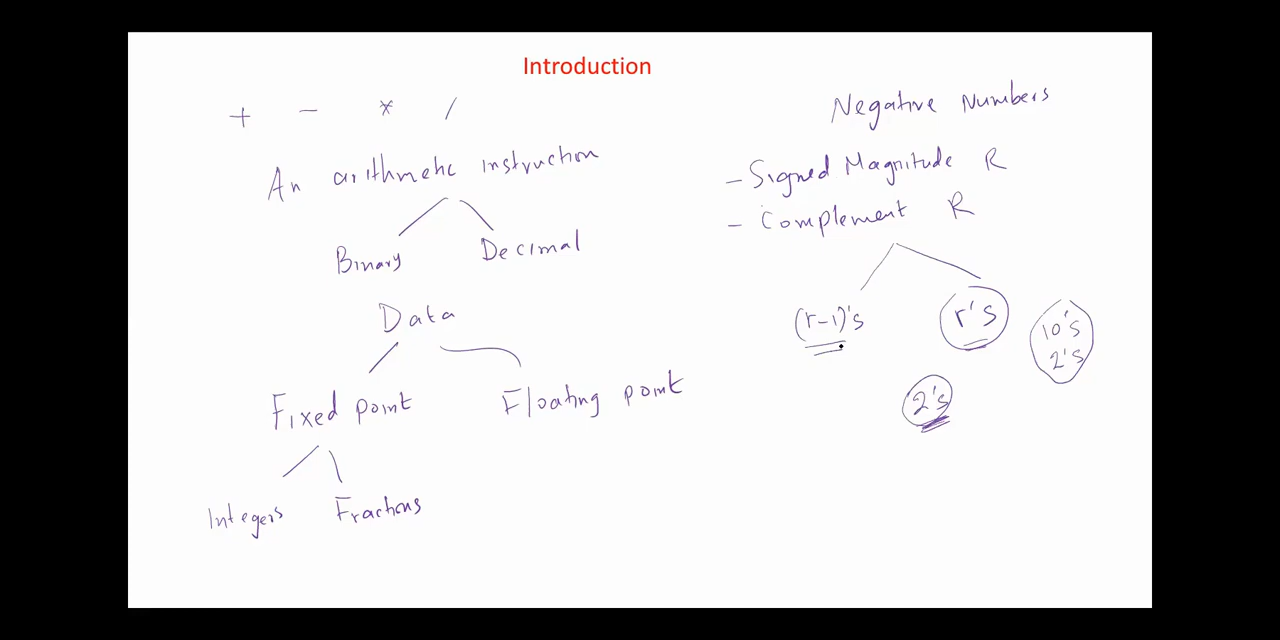 Introduction
+ - * /
An arithmetic instruction
Binary Decimal
Data
Fixed point Floating point
Integers Fractions
Negative Numbers
- Signed Magnitude R
- Complement R
(r-1)'s r's
10's
2's
2's